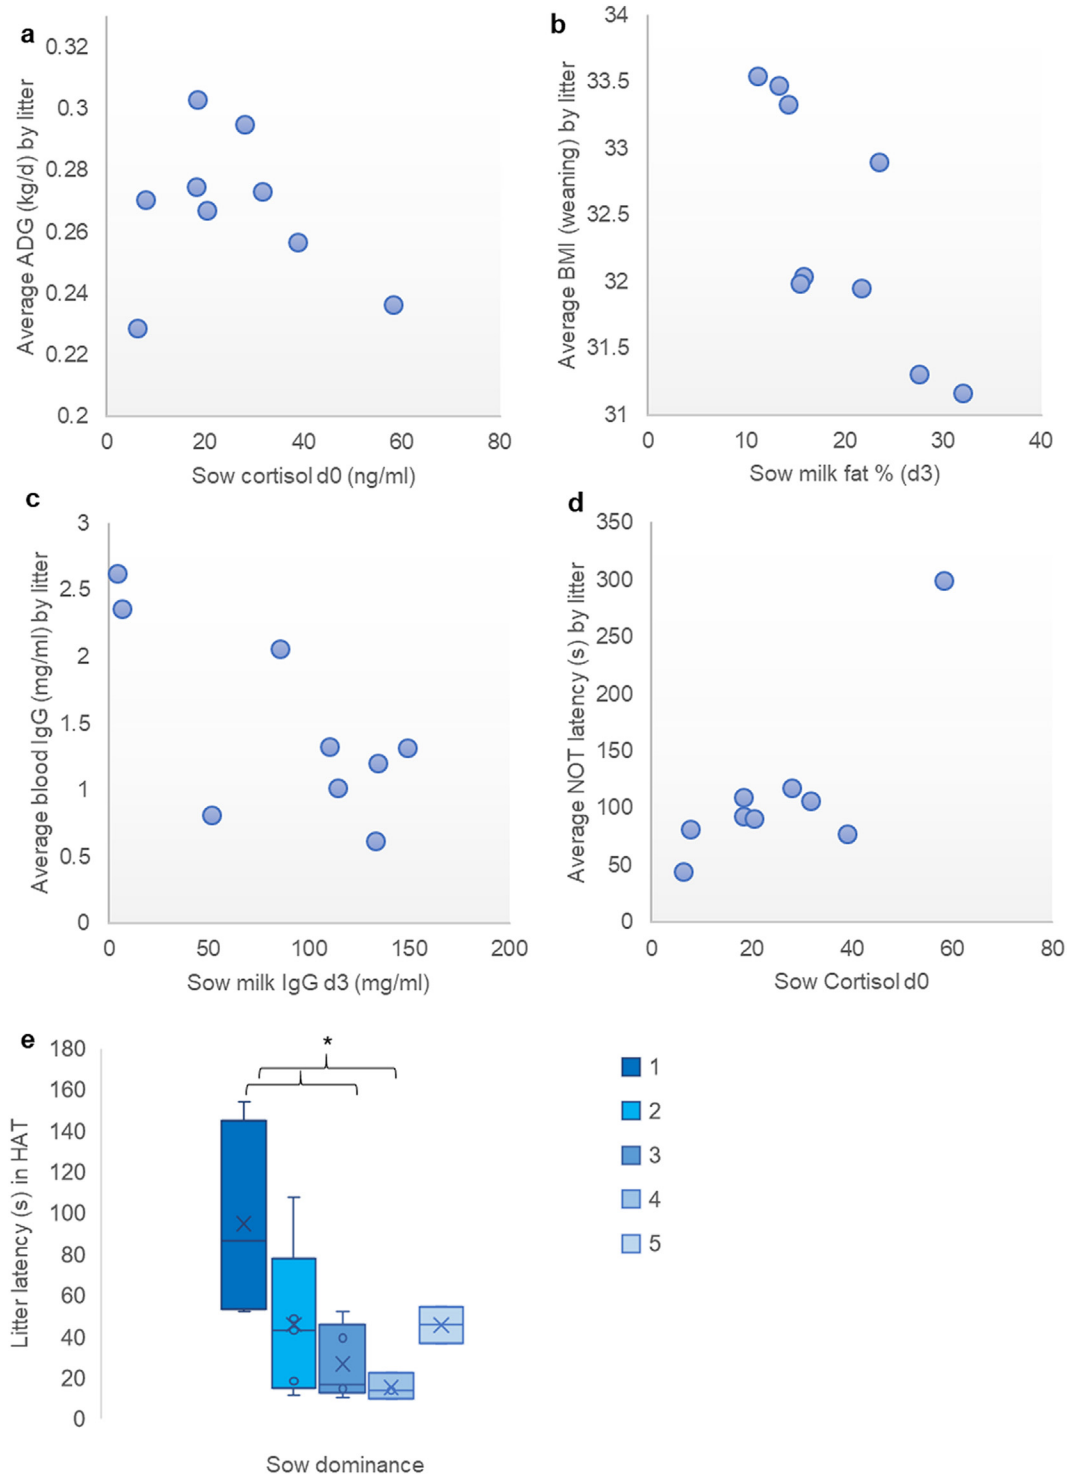 a
0.32
0.3
0.28
0.26
0.24
0.22
0.2
Average ADG (kg/d) by litter
0 20 40 60 80
Sow cortisol d0 (ng/ml)
b
34
33.5
33
32.5
32
31.5
31
Average BMI (weaning) by litter
0 10 20 30 40
Sow milk fat % (d3)
c
3
2.5
2
1.5
1
0.5
0
Average blood IgG (mg/ml) by litter
0 50 100 150 200
Sow milk IgG d3 (mg/ml)
d
350
300
250
200
150
100
50
0
Average NOT latency (s) by litter
0 20 40 60 80
Sow Cortisol d0
e
180
160
140
120
100
80
60
40
20
0
Litter latency (s) in HAT
*
Sow dominance
1
2
3
4
5